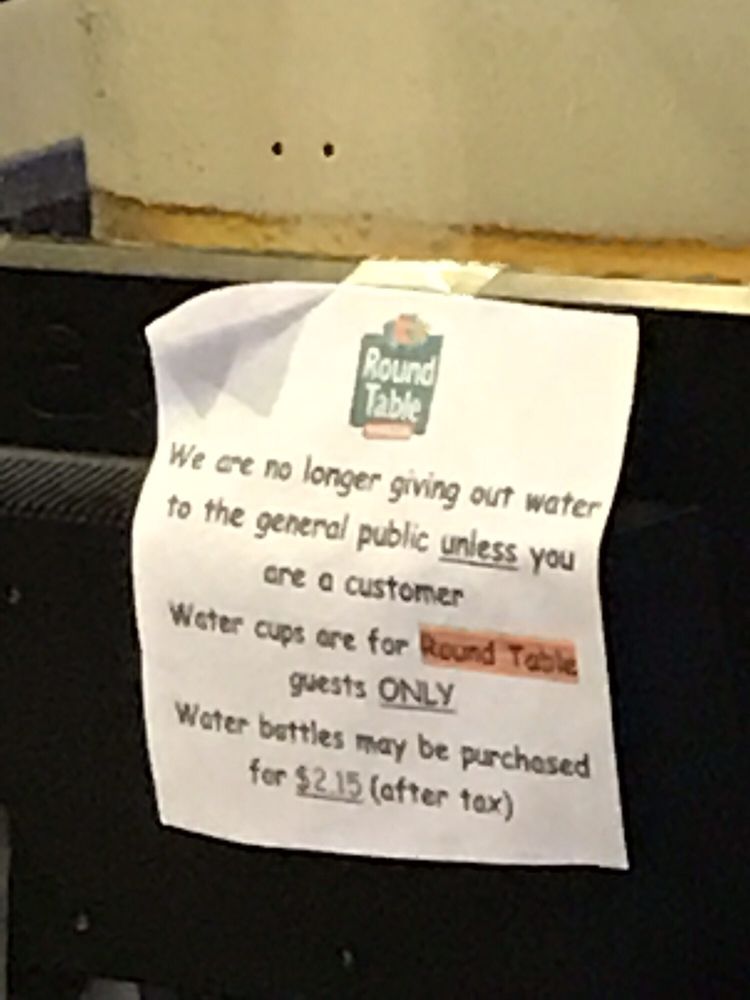 Round
Table
We are no longer giving out water
to the general public unless you
are a customer
Water cups are for Round Table
guests ONLY
Water bottles may be purchased
for $2.15 (after tax)